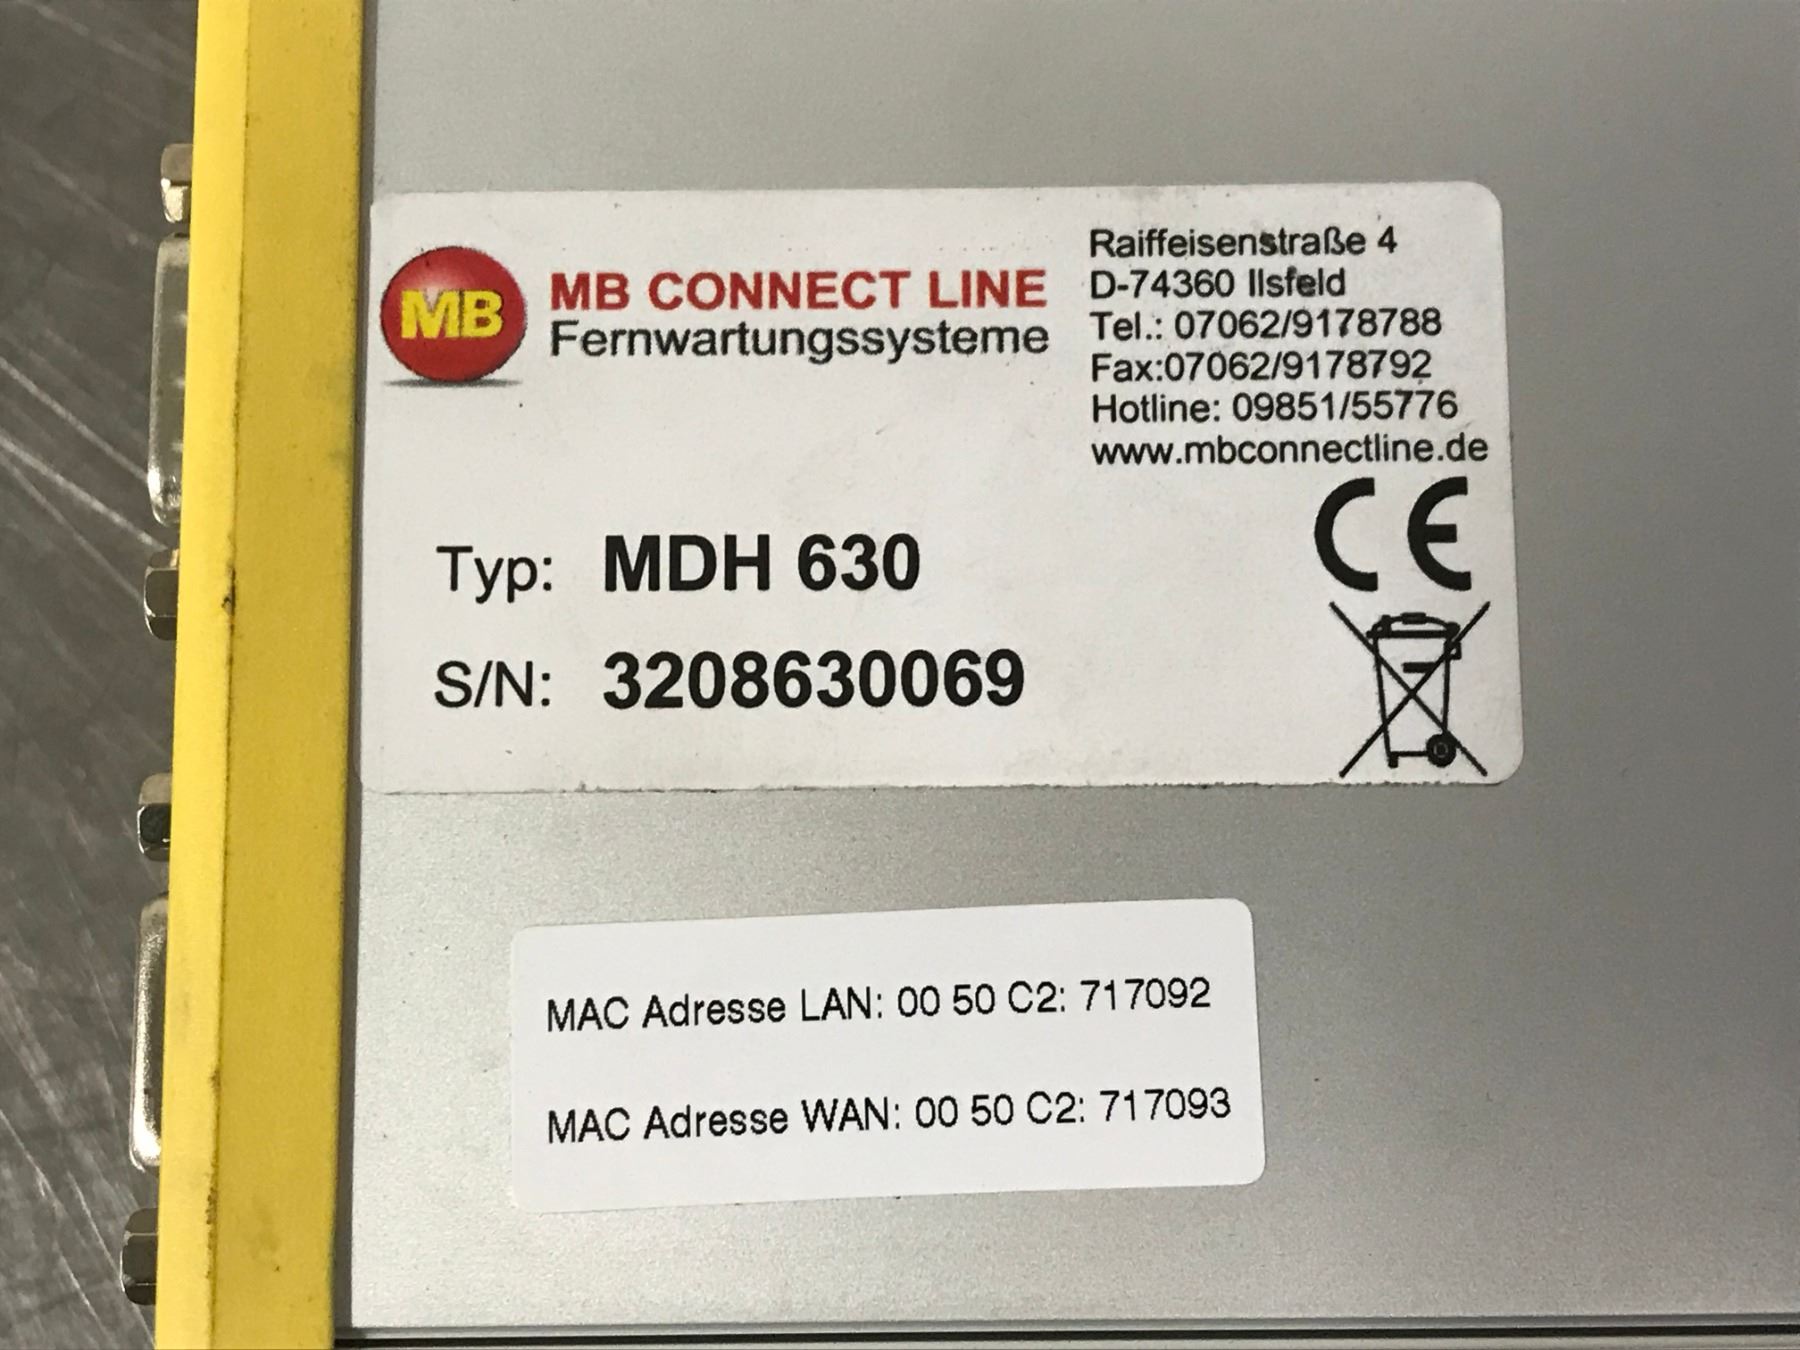 MB
MB CONNECT LINE
Fernwartungssysteme
Raiffeisenstraße 4
D-74360 Ilsfeld
Tel.: 07062/9178788
Fax:07062/9178792
Hotline: 09851/55776
www.mbconnectline.de
CE
Typ: MDH 630
S/N: 3208630069
MAC Adresse LAN: 00 50 C2: 717092
MAC Adresse WAN: 00 50 C2: 717093